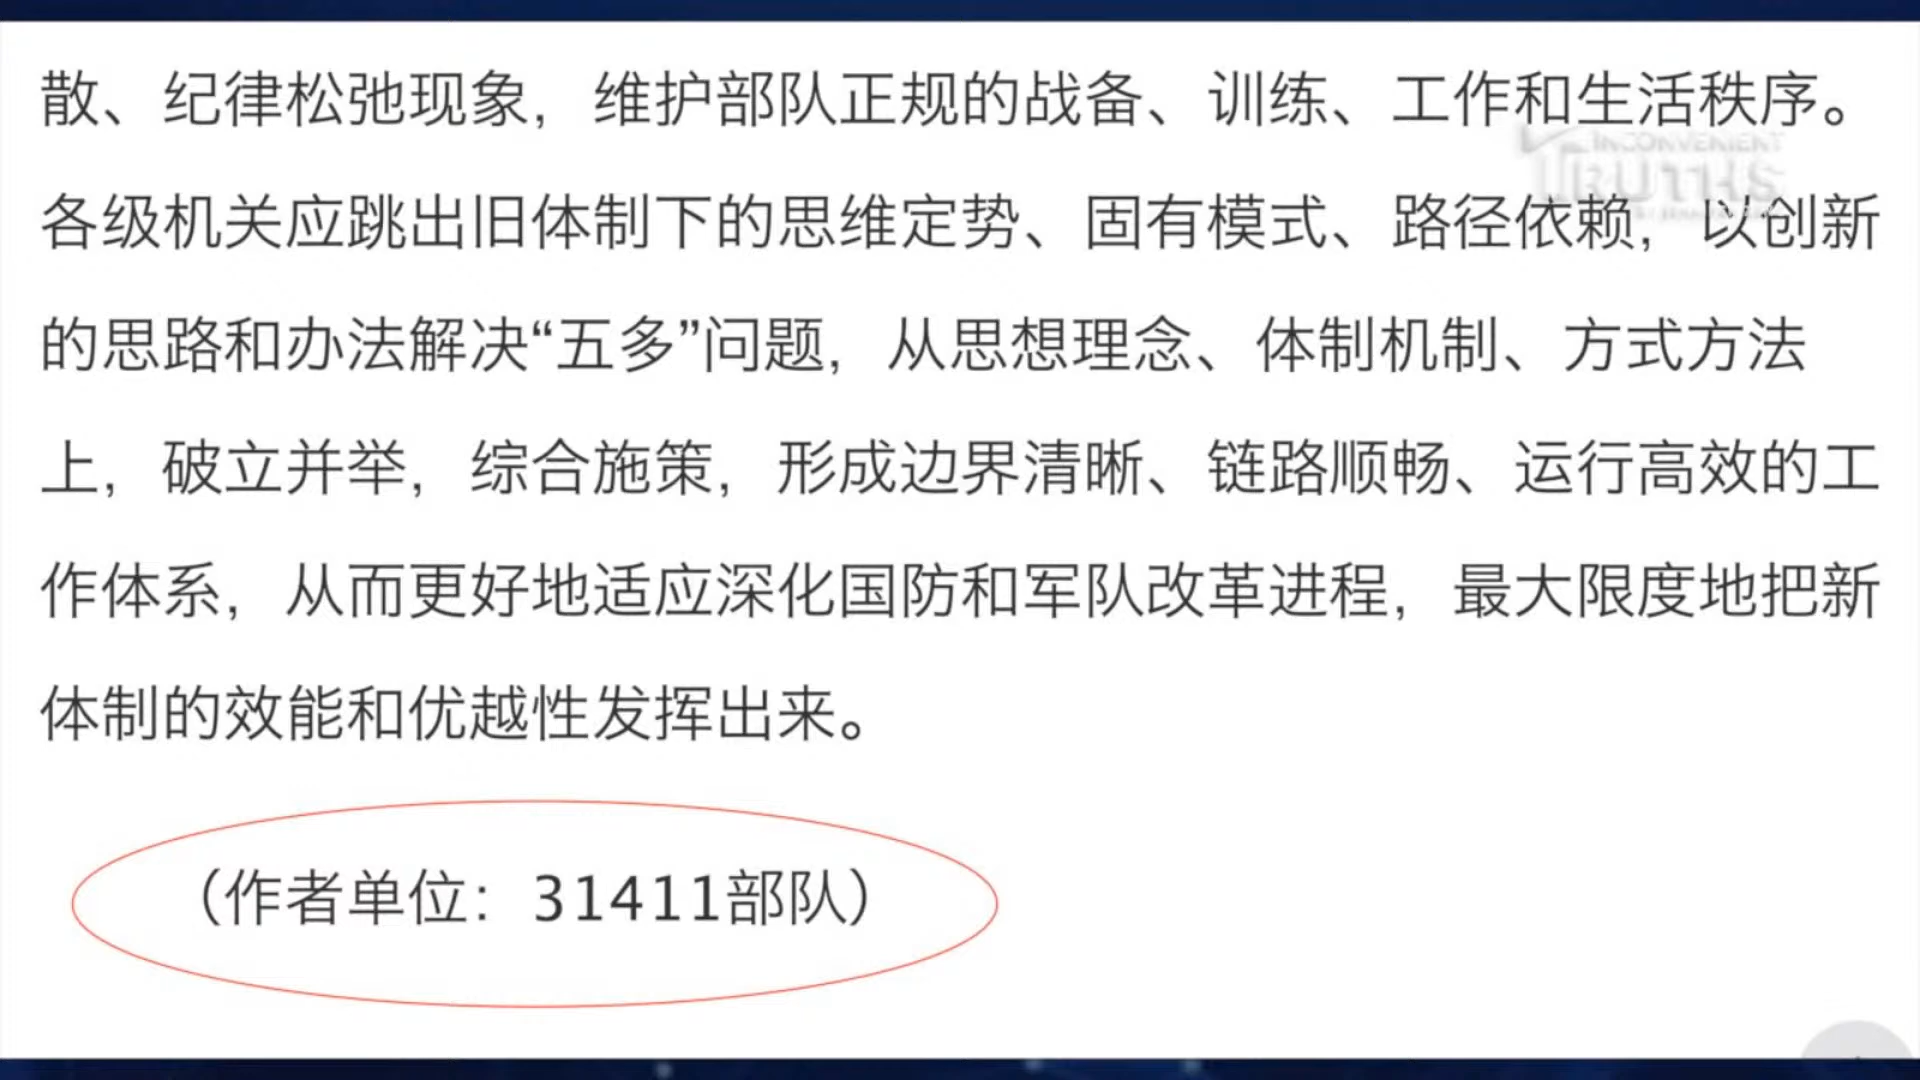 散、纪律松弛现象，维护部队正规的战备、训练、工作和生活秩序。
INCONVENIENT
TRUTHS
各级机关应跳出旧体制下的思维定势、固有模式、路径依赖，以创新
的思路和办法解决“五多”问题，从思想理念、体制机制、方式方法
上，破立并举，综合施策，形成边界清晰、链路顺畅、运行高效的工
作体系，从而更好地适应深化国防和军队改革进程，最大限度地把新
体制的效能和优越性发挥出来。
（作者单位：31411部队）